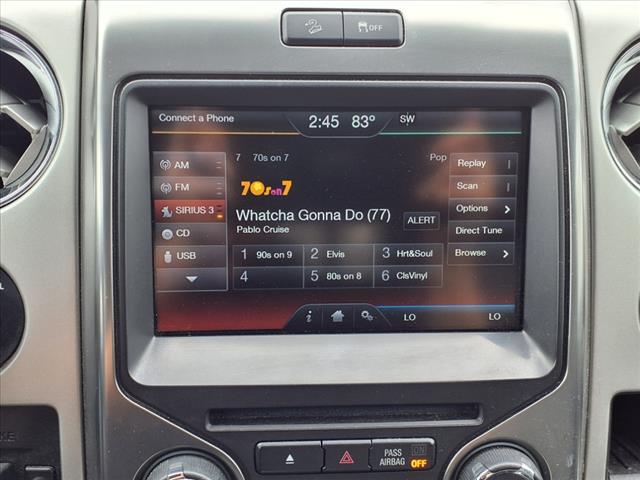 OFF
Connect a Phone 2:45 83° SW
AM
FM
SIRIUS 3
CD
USB
7 70s on 7 Pop
70s on 7
Whatcha Gonna Do (77)
Pablo Cruise
ALERT
1 90s on 9 2 Elvis 3 Hrt&Soul
4 5 80s on 8 6 ClsVinyl
Replay
Scan
Options
Direct Tune
Browse
i LO LO
PASS AIRBAG ON
OFF